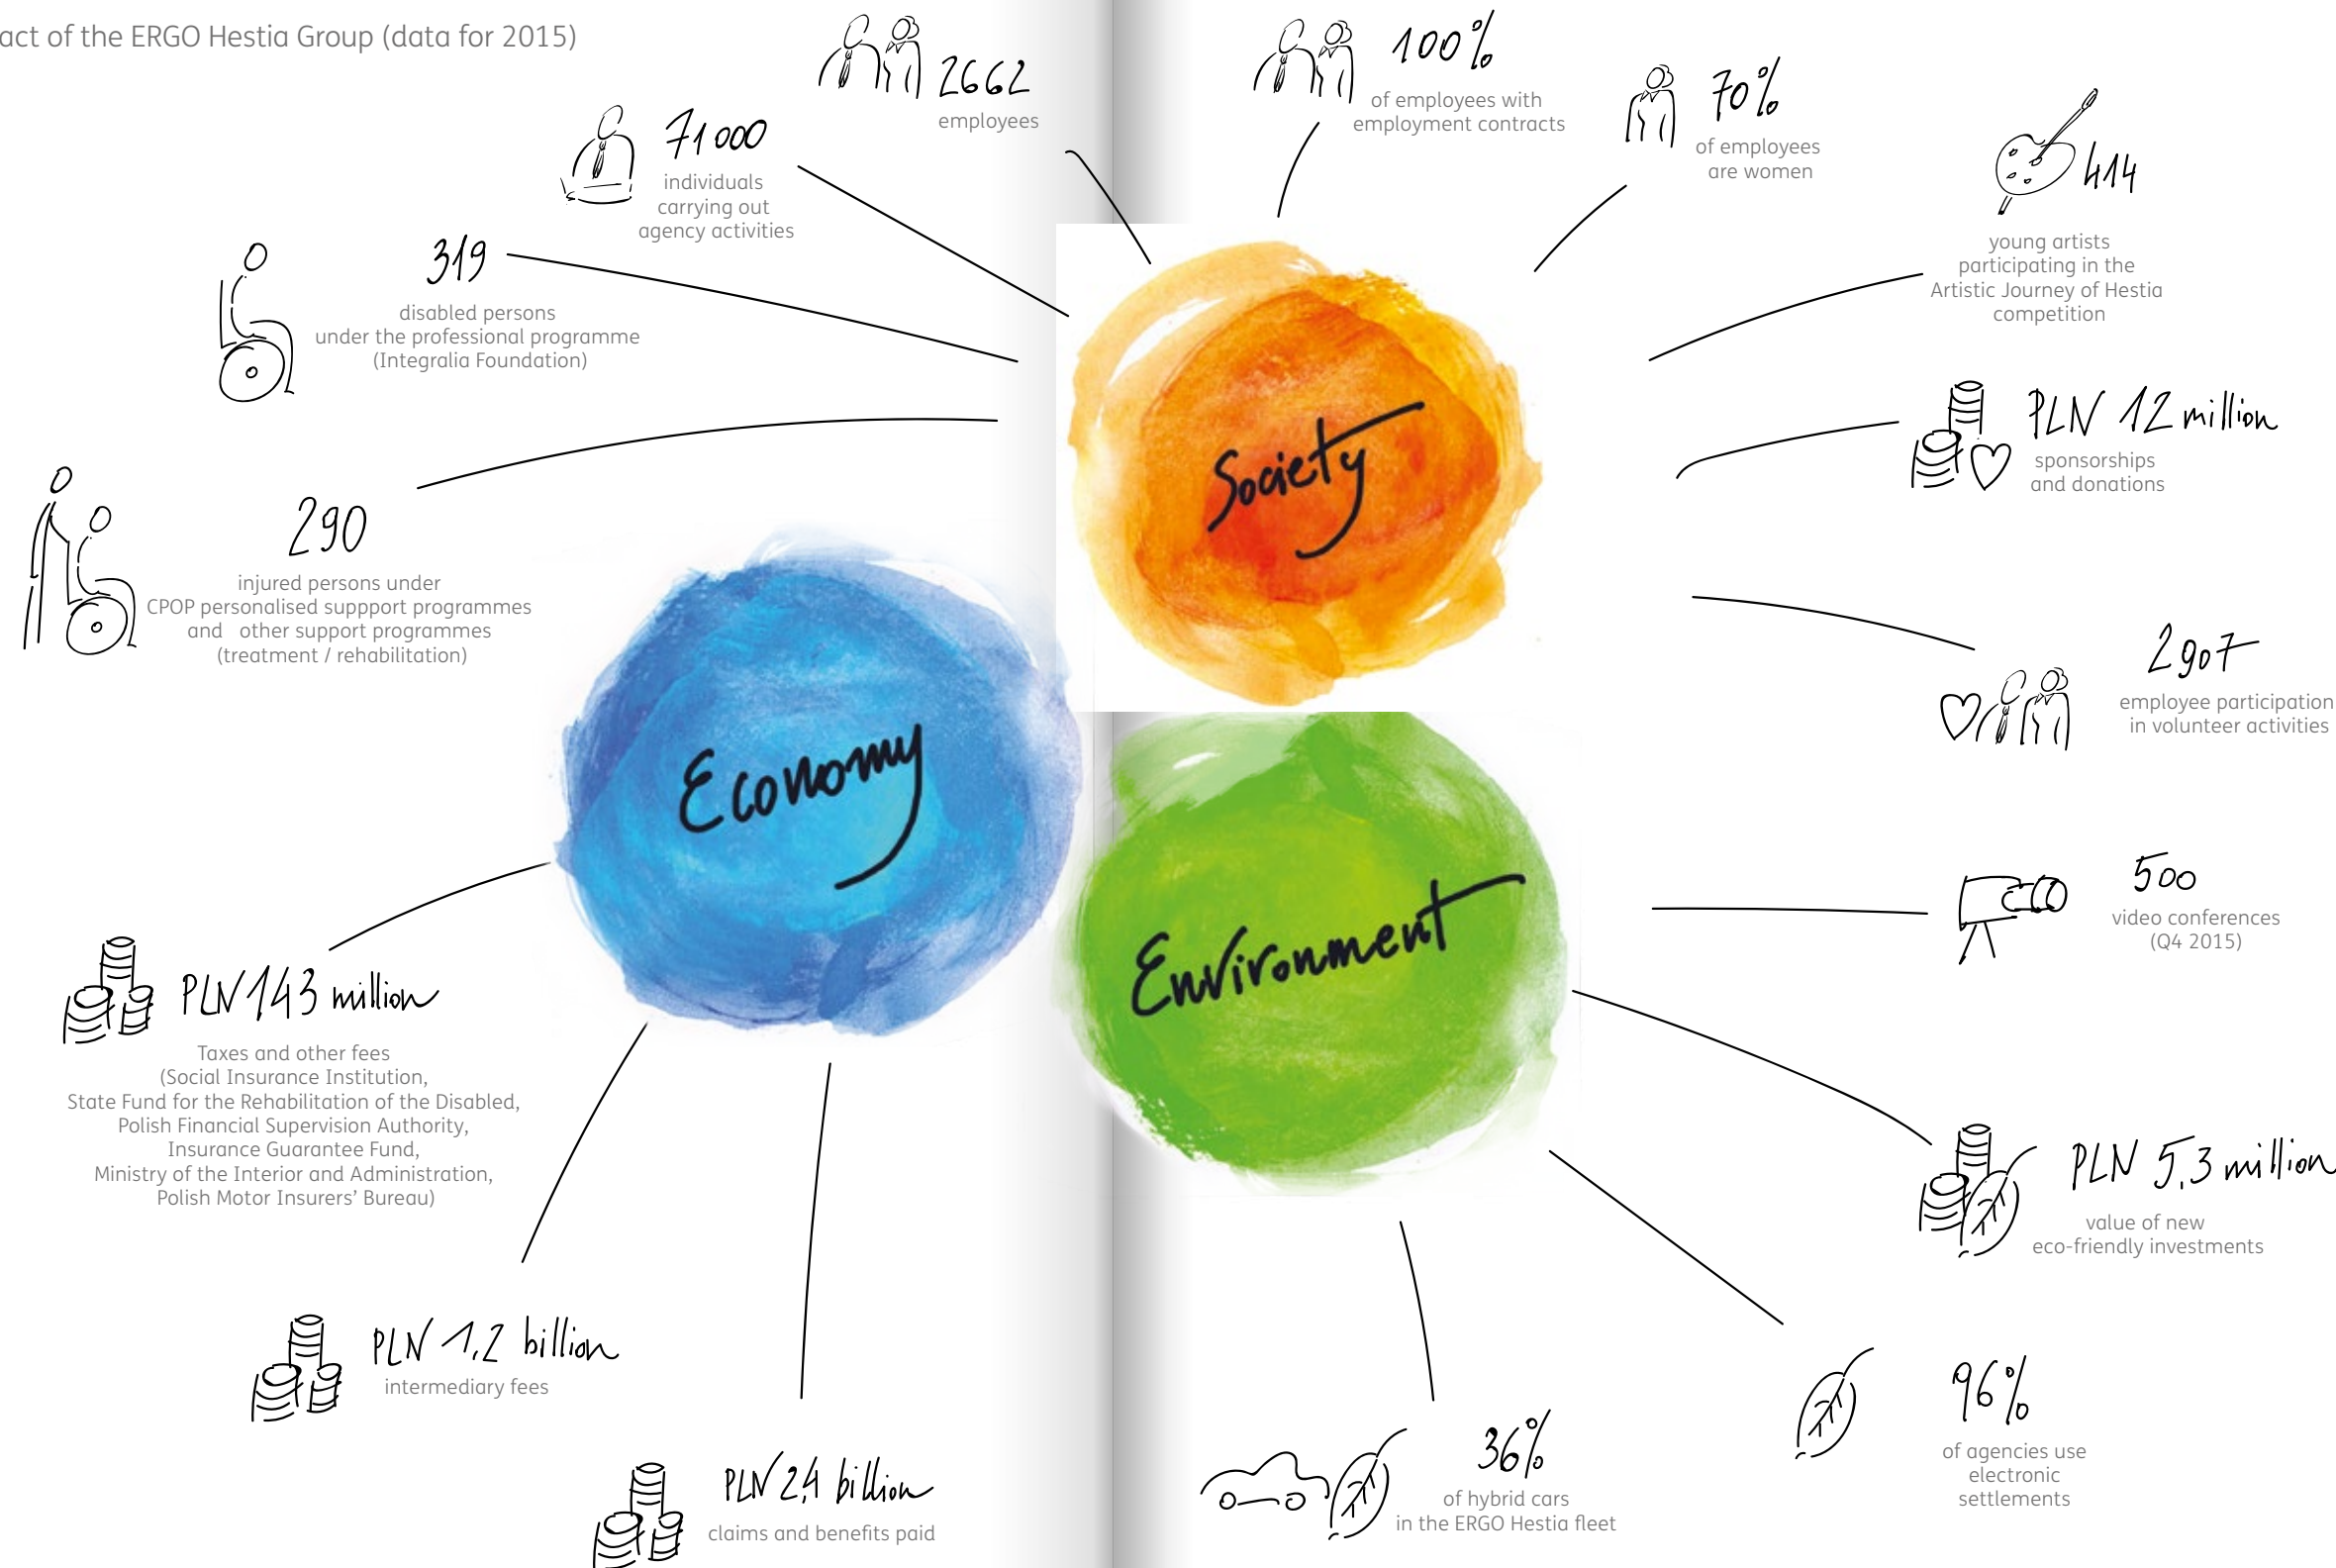 act of the ERGO Hestia Group (data for 2015)
2662
employees
71000
individuals
carrying out
agency activities
319
disabled persons
under the professional programme
(Integralia Foundation)
290
injured persons under
CPOP personalised suppport programmes
and other support programmes
(treatment / rehabilitation)
100%
of employees with
employment contracts
70%
of employees
are women
414
young artists
participating in the
Artistic Journey of Hestia
competition
PLN 12 million
sponsorships
and donations
2907
employee participation
in volunteer activities
Society
Economy
Environment
PLN 143 million
Taxes and other fees
(Social Insurance Institution,
State Fund for the Rehabilitation of the Disabled,
Polish Financial Supervision Authority,
Insurance Guarantee Fund,
Ministry of the Interior and Administration,
Polish Motor Insurers’ Bureau)
PLN 1,2 billion
intermediary fees
PLN billion
claims and benefits paid
500
video conferences
(Q4 2015)
PLN 5,3 million
value of new
eco-friendly investments
96%
of agencies use
electronic
settlements
36%
of hybrid cars
in the ERGO Hestia fleet